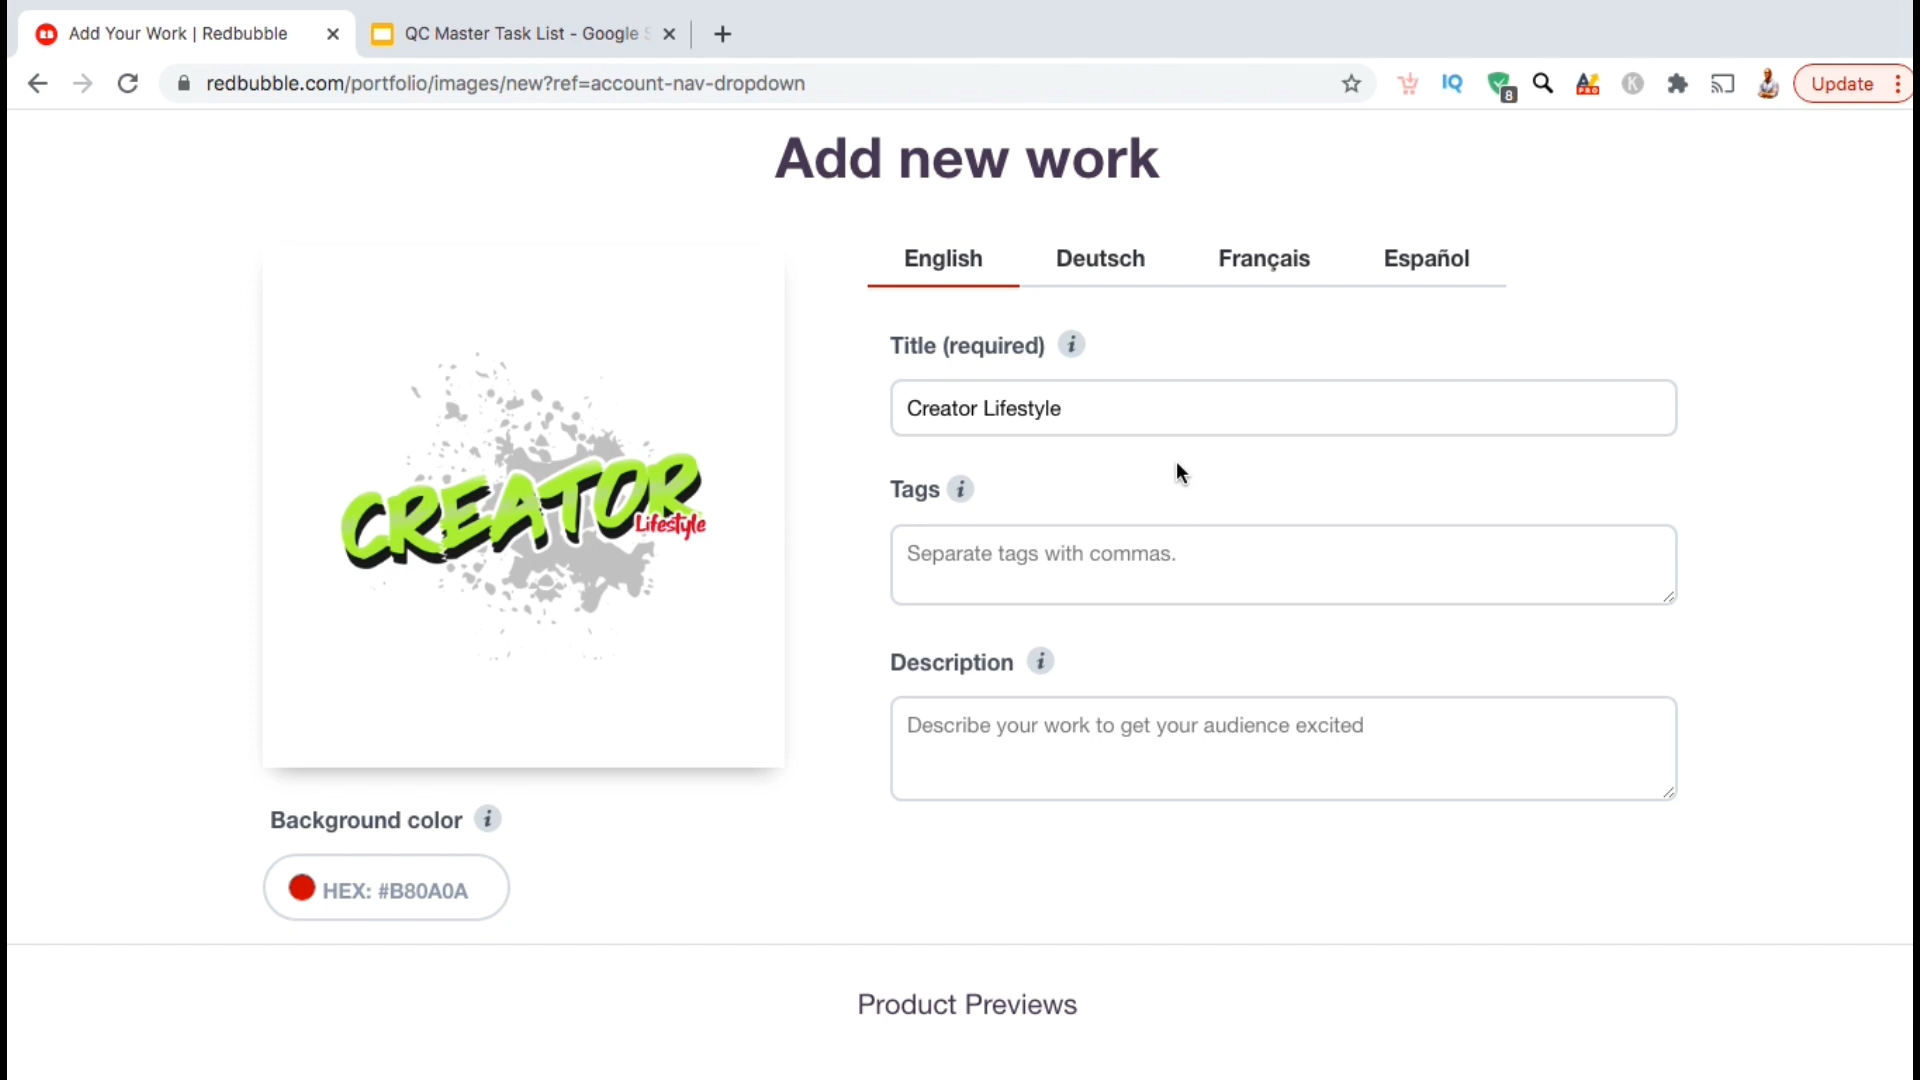 Add Your Work | Redbubble
QC Master Task List - Google S
redbubble.com/portfolio/images/new?ref=account-nav-dropdown
IQ
8
PRO
K
Update
Add new work
English
Deutsch
Français
Español
Title (required)
Creator Lifestyle
Tags
Separate tags with commas.
CREATOR
Lifestyle
Description
Describe your work to get your audience excited
Background color
HEX: #B80A0A
Product Previews